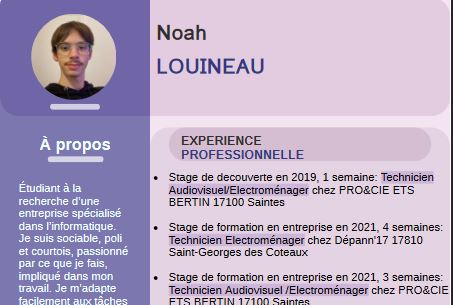 Noah
LOUINEAU
À propos
Étudiant à la
recherche d'une
entreprise spécialisé
dans l'informatique.
Je suis sociable, poli
et courtois, passionné
par ce que je fais,
impliqué dans mon
travail. Je m'adapte
facilement aux tâches
EXPERIENCE
PROFESSIONNELLE
• Stage de decouverte en 2019, 1 semaine: Technicien
Audiovisuel/Electroménager chez PRO&CIE ETS
BERTIN 17100 Saintes
• Stage de formation en entreprise en 2021, 4 semaines:
Technicien Electroménager chez Dépann'17 17810
Saint-Georges des Coteaux
• Stage de formation en entreprise en 2021, 3 semaines:
Technicien Audiovisuel /Electroménager chez PRO&CIE
ETS BERTIN 17100 Saintes